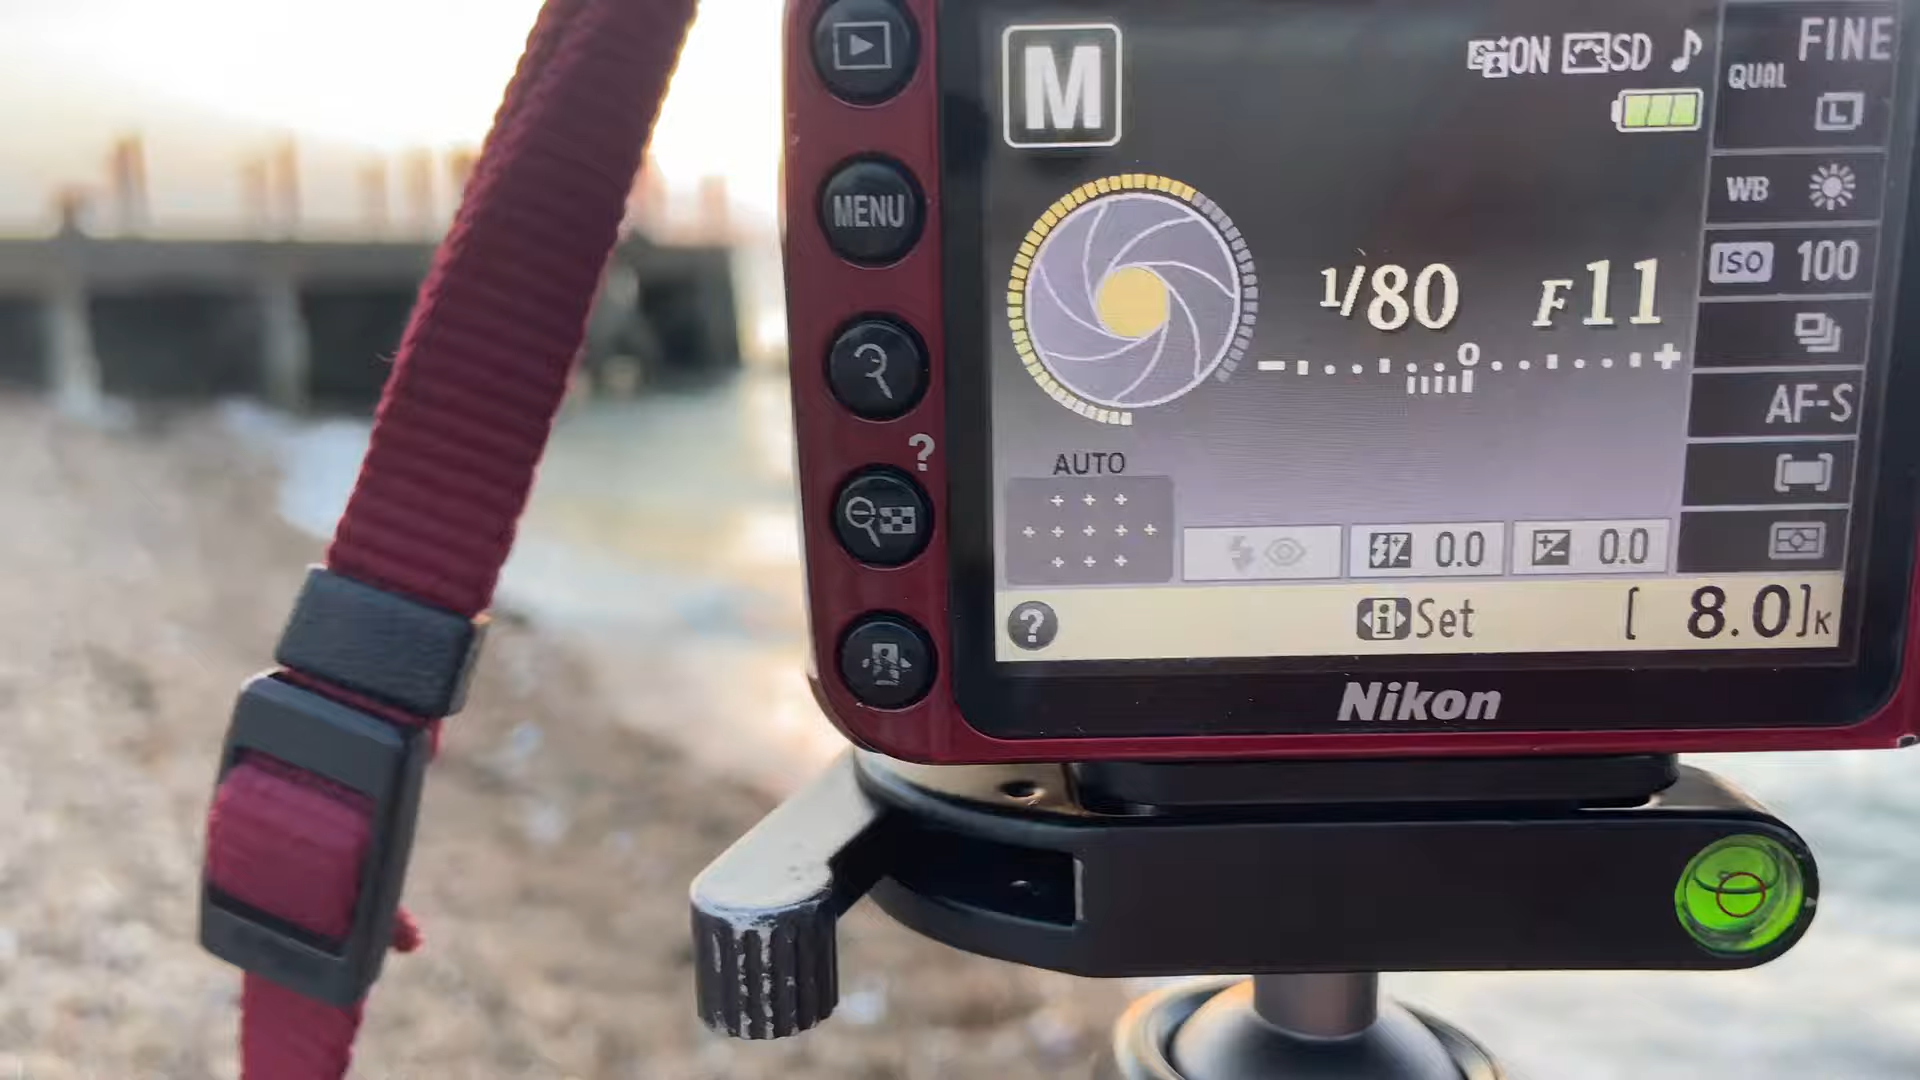 M
ON SD
FINE
QUAL
L
MENU
WB
ISO 100
1/80 F11
- 0 +
AF-S
?
AUTO
0.0 0.0
? i Set [ 8.0]K
Nikon